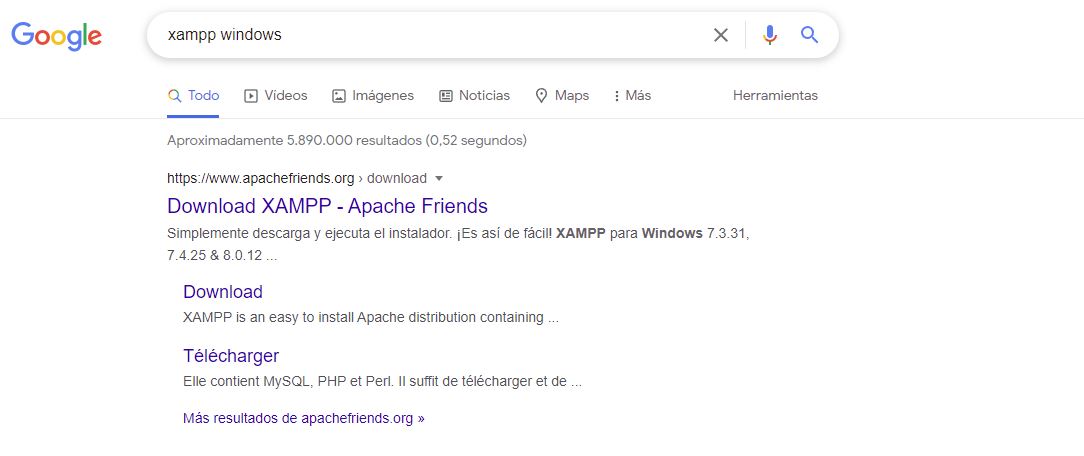 Google
xampp windows
Todo
Vídeos
Imágenes
Noticias
Maps
Más
Herramientas
Aproximadamente 5.890.000 resultados (0,52 segundos)
https://www.apachefriends.org › download
Download XAMPP - Apache Friends
Simplemente descarga y ejecuta el instalador. ¡Es así de fácil! XAMPP para Windows 7.3.31,
7.4.25 & 8.0.12 ...
Download
XAMPP is an easy to install Apache distribution containing ...
Télécharger
Elle contient MySQL, PHP et Perl. Il suffit de télécharger et de ...
Más resultados de apachefriends.org »